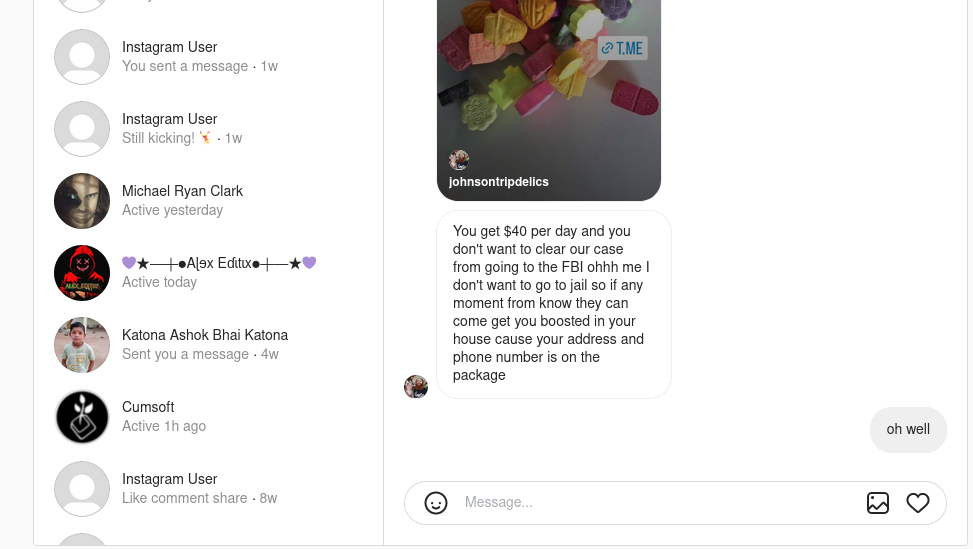 Instagram User
You sent a message · 1w
Instagram User
Still kicking! 🤾 · 1w
Michael Ryan Clark
Active yesterday
💜★──┼●Aʅɘx Eɗıtıx●┼──★💜
Active today
Katona Ashok Bhai Katona
Sent you a message · 4w
Cumsoft
Active 1h ago
Instagram User
Like comment share · 8w
T.ME
johnsontripdelics
You get $40 per day and you
don't want to clear our case
from going to the FBI ohhh me I
don't want to go to jail so if any
moment from know they can
come get you boosted in your
house cause your address and
phone number is on the
package
oh well
Message...